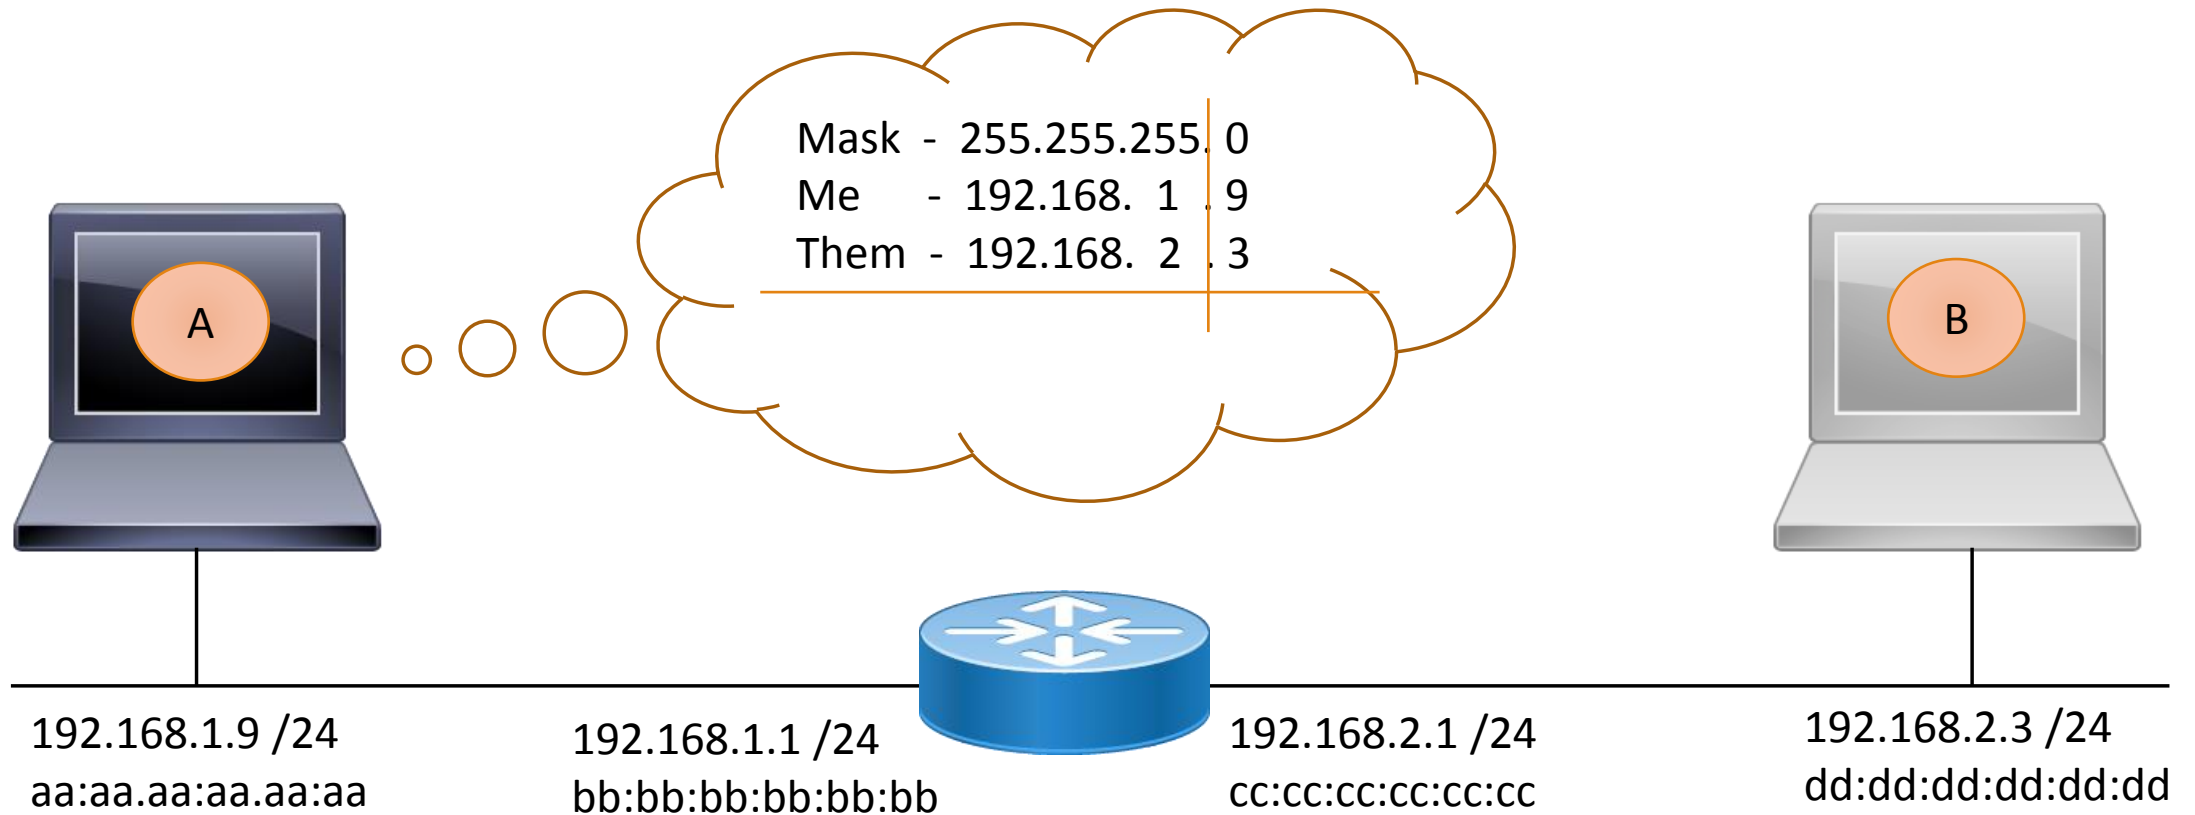 Mask - 255.255.255. 0
Me - 192.168. 1 . 9
Them - 192.168. 2 . 3
A
B
192.168.1.9 /24
aa:aa.aa:aa.aa:aa
192.168.1.1 /24
bb:bb:bb:bb:bb:bb
192.168.2.1 /24
cc:cc:cc:cc:cc:cc
192.168.2.3 /24
dd:dd:dd:dd:dd:dd